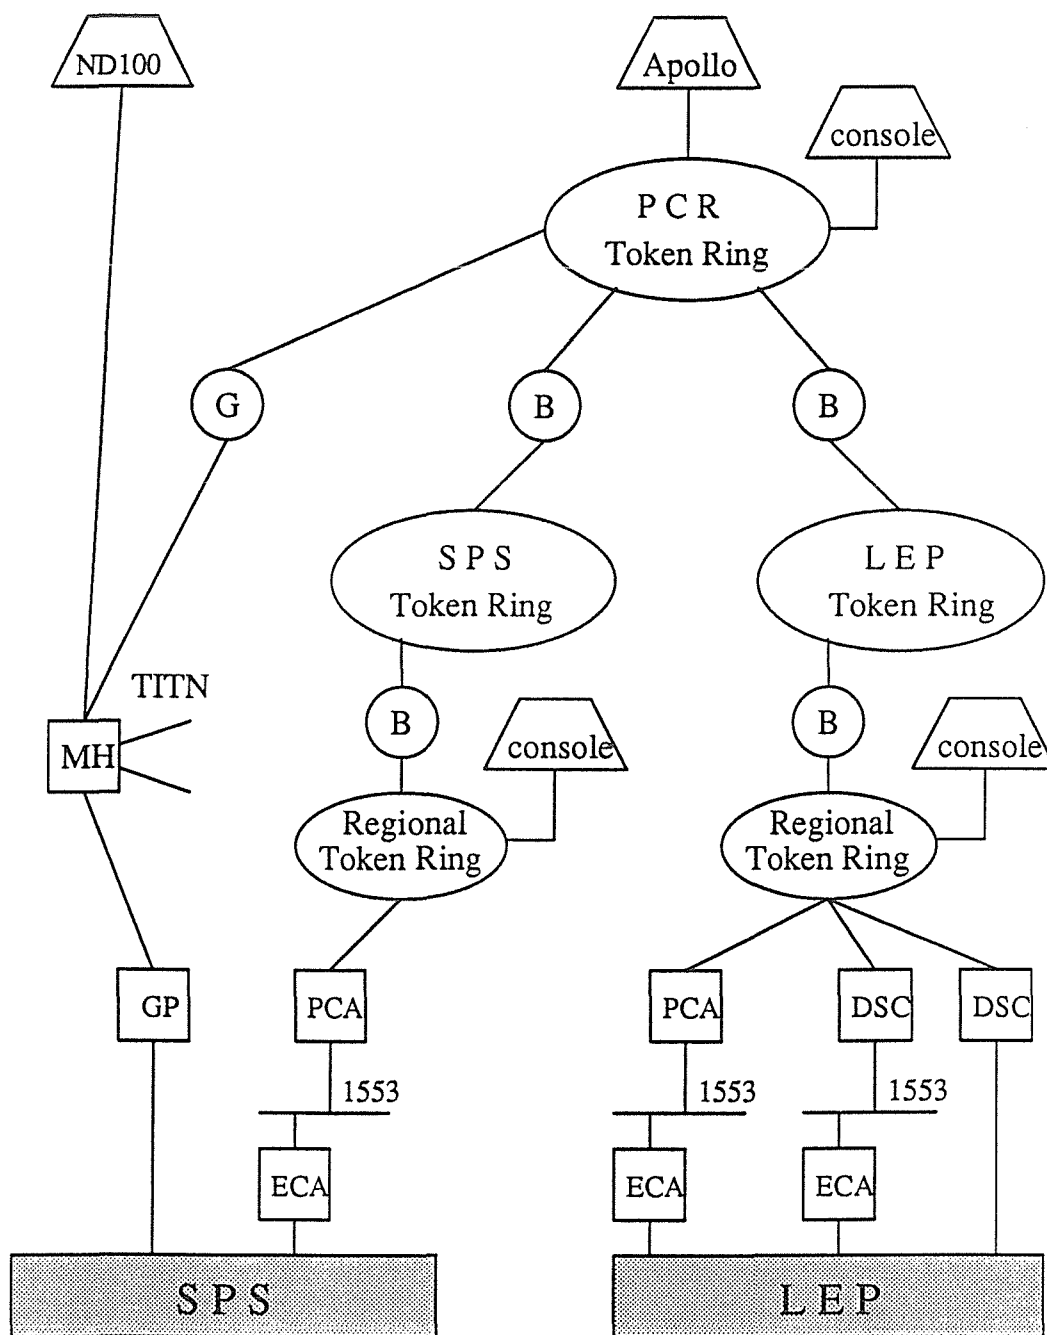 ND100
Apollo
console
P C R
Token Ring
G
B
B
S P S
Token Ring
L E P
Token Ring
TITN
MH
B
console
B
console
Regional
Token Ring
Regional
Token Ring
GP
PCA
PCA
DSC
DSC
1553
1553
1553
ECA
ECA
ECA
S P S
L E P